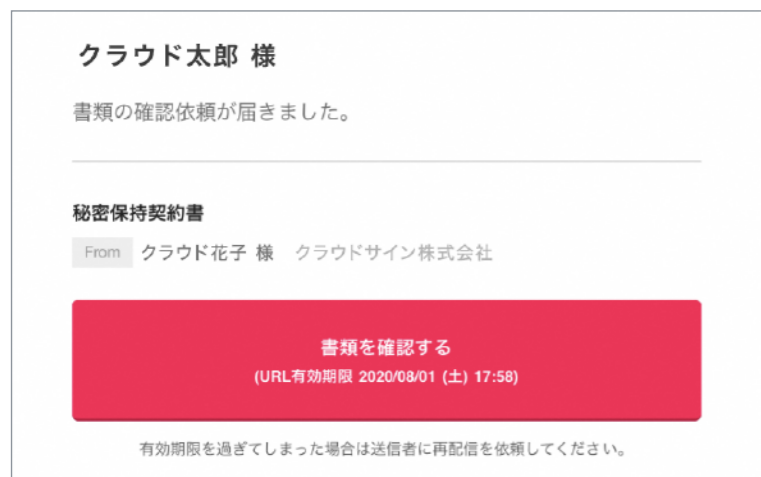 クラウド太郎 様
書類の確認依頼が届きました。
秘密保持契約書
From クラウド花子 様 クラウドサイン株式会社
書類を確認する
(URL有効期限 2020/08/01 (土) 17:58)
有効期限を過ぎてしまった場合は送信者に再配信を依頼してください。